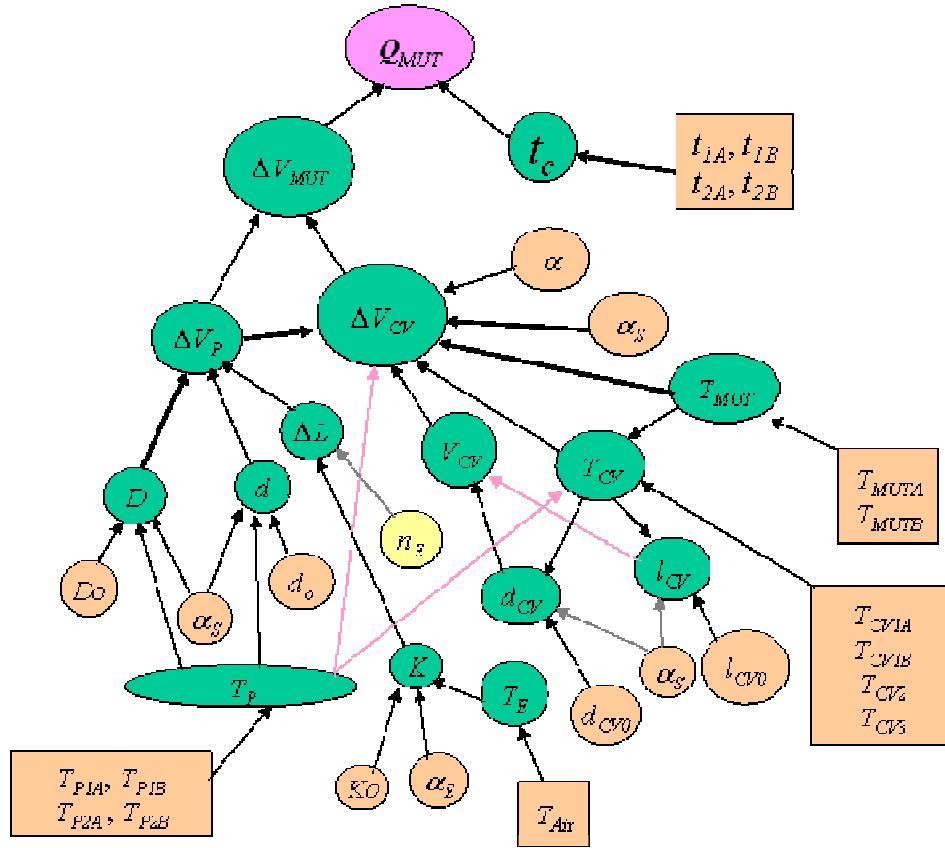 Q_MUT
t_c
t_1A, t_1B
t_2A, t_2B
ΔV_MUT
α
ΔV_CV
α_S
ΔV_P
T_MUT
ΔL
V_CV
T_CV
T_MUTA
T_MUTB
D
d
n_s
l_CV
Do
α_S
d_o
d_CV
T_CV1A
T_CV1B
T_CV2
T_CV3
K
α_S
l_CV0
T_P
T_E
d_CV0
T_P1A, T_P1B
T_P2A, T_P2B
KO
α_E
T_Air